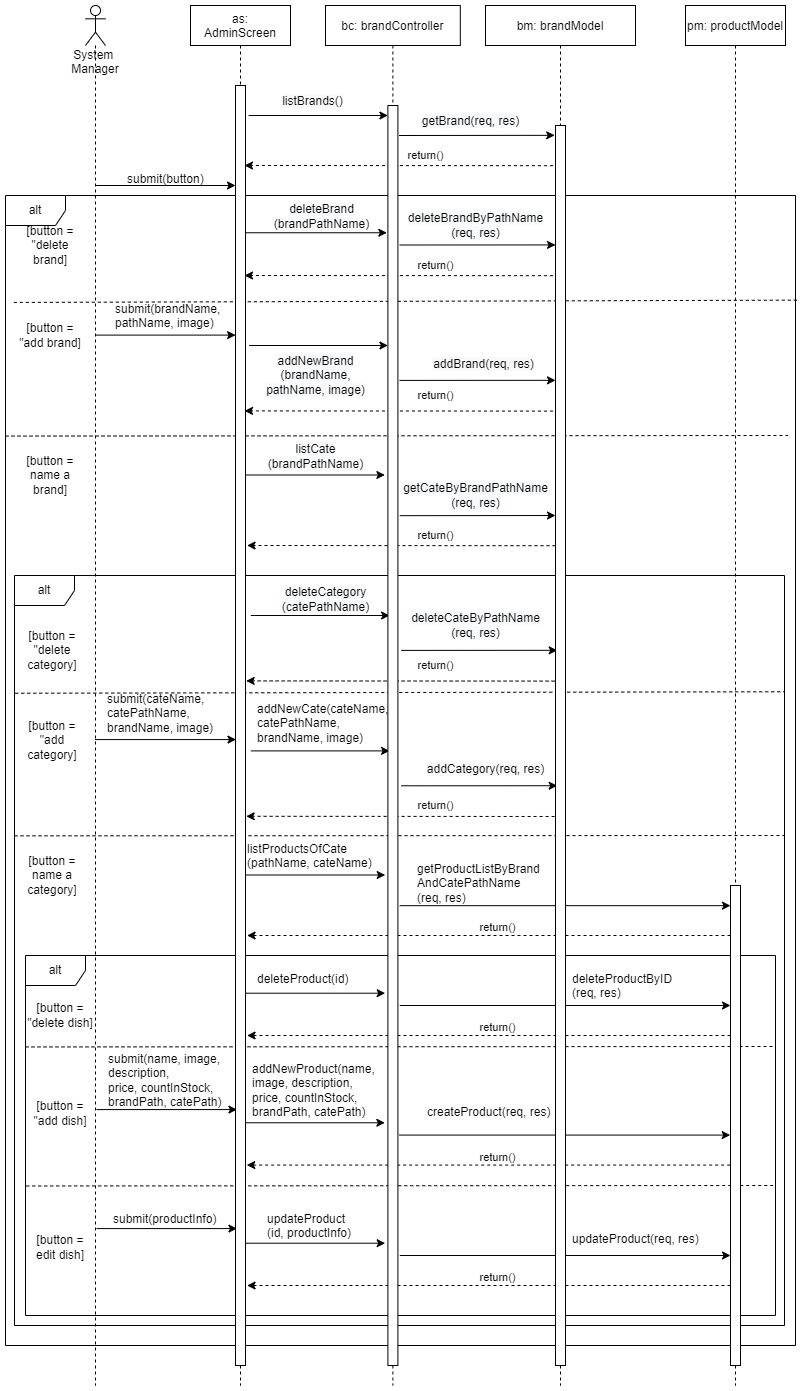 as:
AdminScreen
bc: brandController
bm: brandModel
pm: productModel
System
Manager
listBrands()
getBrand(req, res)
return()
submit(button)
alt
[button =
"delete
brand]
deleteBrand
(brandPathName)
deleteBrandByPathName
(req, res)
return()
submit(brandName,
pathName, image)
[button =
"add brand]
addNewBrand
(brandName,
pathName, image)
addBrand(req, res)
return()
[button =
name a
brand]
listCate
(brandPathName)
getCateByBrandPathName
(req, res)
return()
alt
deleteCategory
(catePathName)
deleteCateByPathName
(req, res)
[button =
"delete
category]
return()
submit(cateName,
catePathName,
brandName, image)
addNewCate(cateName,
catePathName,
brandName, image)
[button =
"add
category]
addCategory(req, res)
return()
listProductsOfCate
(pathName, cateName)
[button =
name a
category]
getProductListByBrand
AndCatePathName
(req, res)
return()
alt
deleteProduct(id)
deleteProductByID
(req, res)
[button =
"delete dish]
return()
submit(name, image,
description,
price, countInStock,
brandPath, catePath)
addNewProduct(name,
image, description,
price, countInStock,
brandPath, catePath)
[button =
"add dish]
createProduct(req, res)
return()
submit(productInfo)
updateProduct
(id, productInfo)
[button =
edit dish]
updateProduct(req, res)
return()